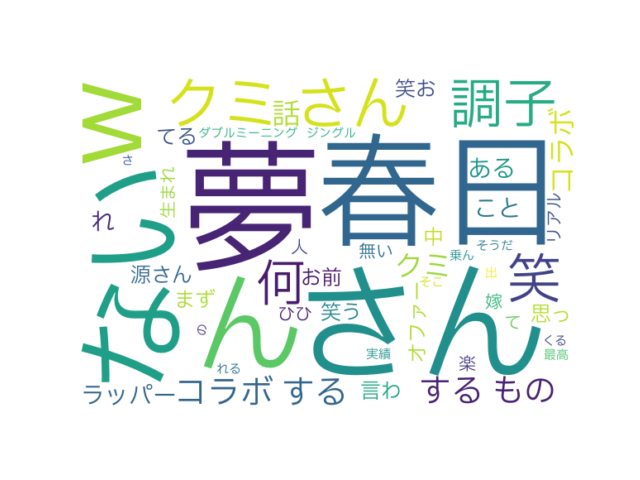 クミさん
笑お
調子
W
話
てる
ダブルミーニング
ジングル
コラボ
さ
夢
春日
ある
生まれ
ない
れ
こと
リアル
人
無い
中
そうだ
源さん
何
お前
クミ
乗ん
笑
まず
んさん
そこ
出
ひひ
笑う
オファー
嫁
て
思っ
の
実績
くる
れる
楽
最高
ラッパー
コラボ する
言わ
する もの